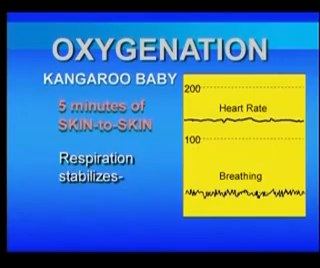 OXYGENATION
KANGAROO BABY
5 minutes of
SKIN-to-SKIN
Respiration
stabilizes-
200
Heart Rate
100
Breathing